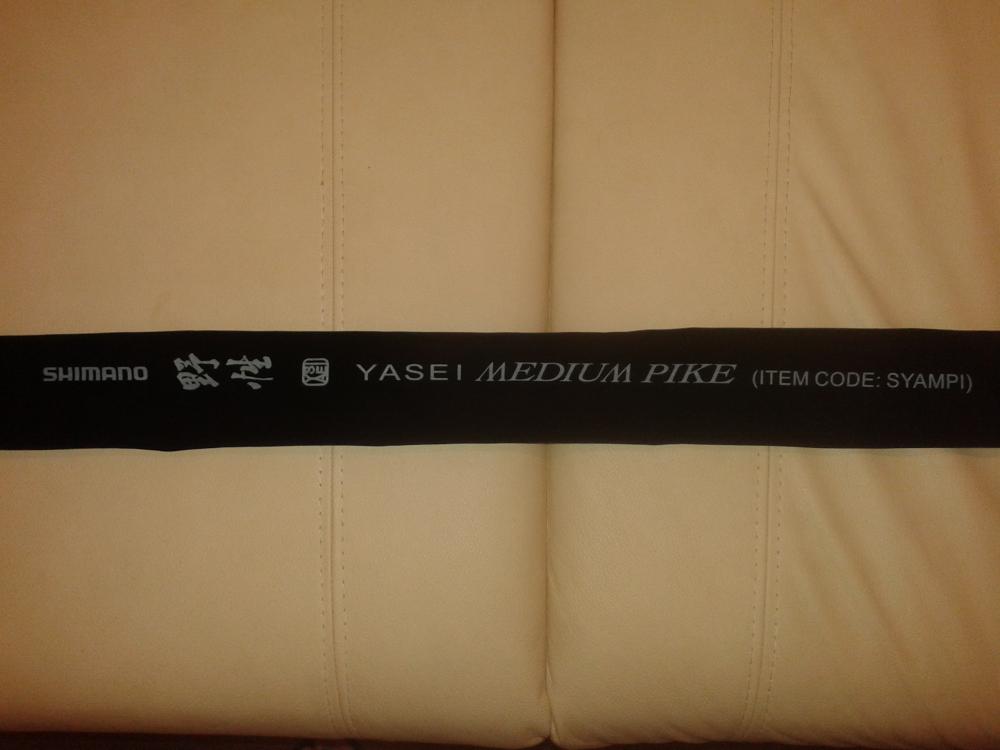 SHIMANO 野性 YASEI MEDIUM PIKE (ITEM CODE: SYAMPI)